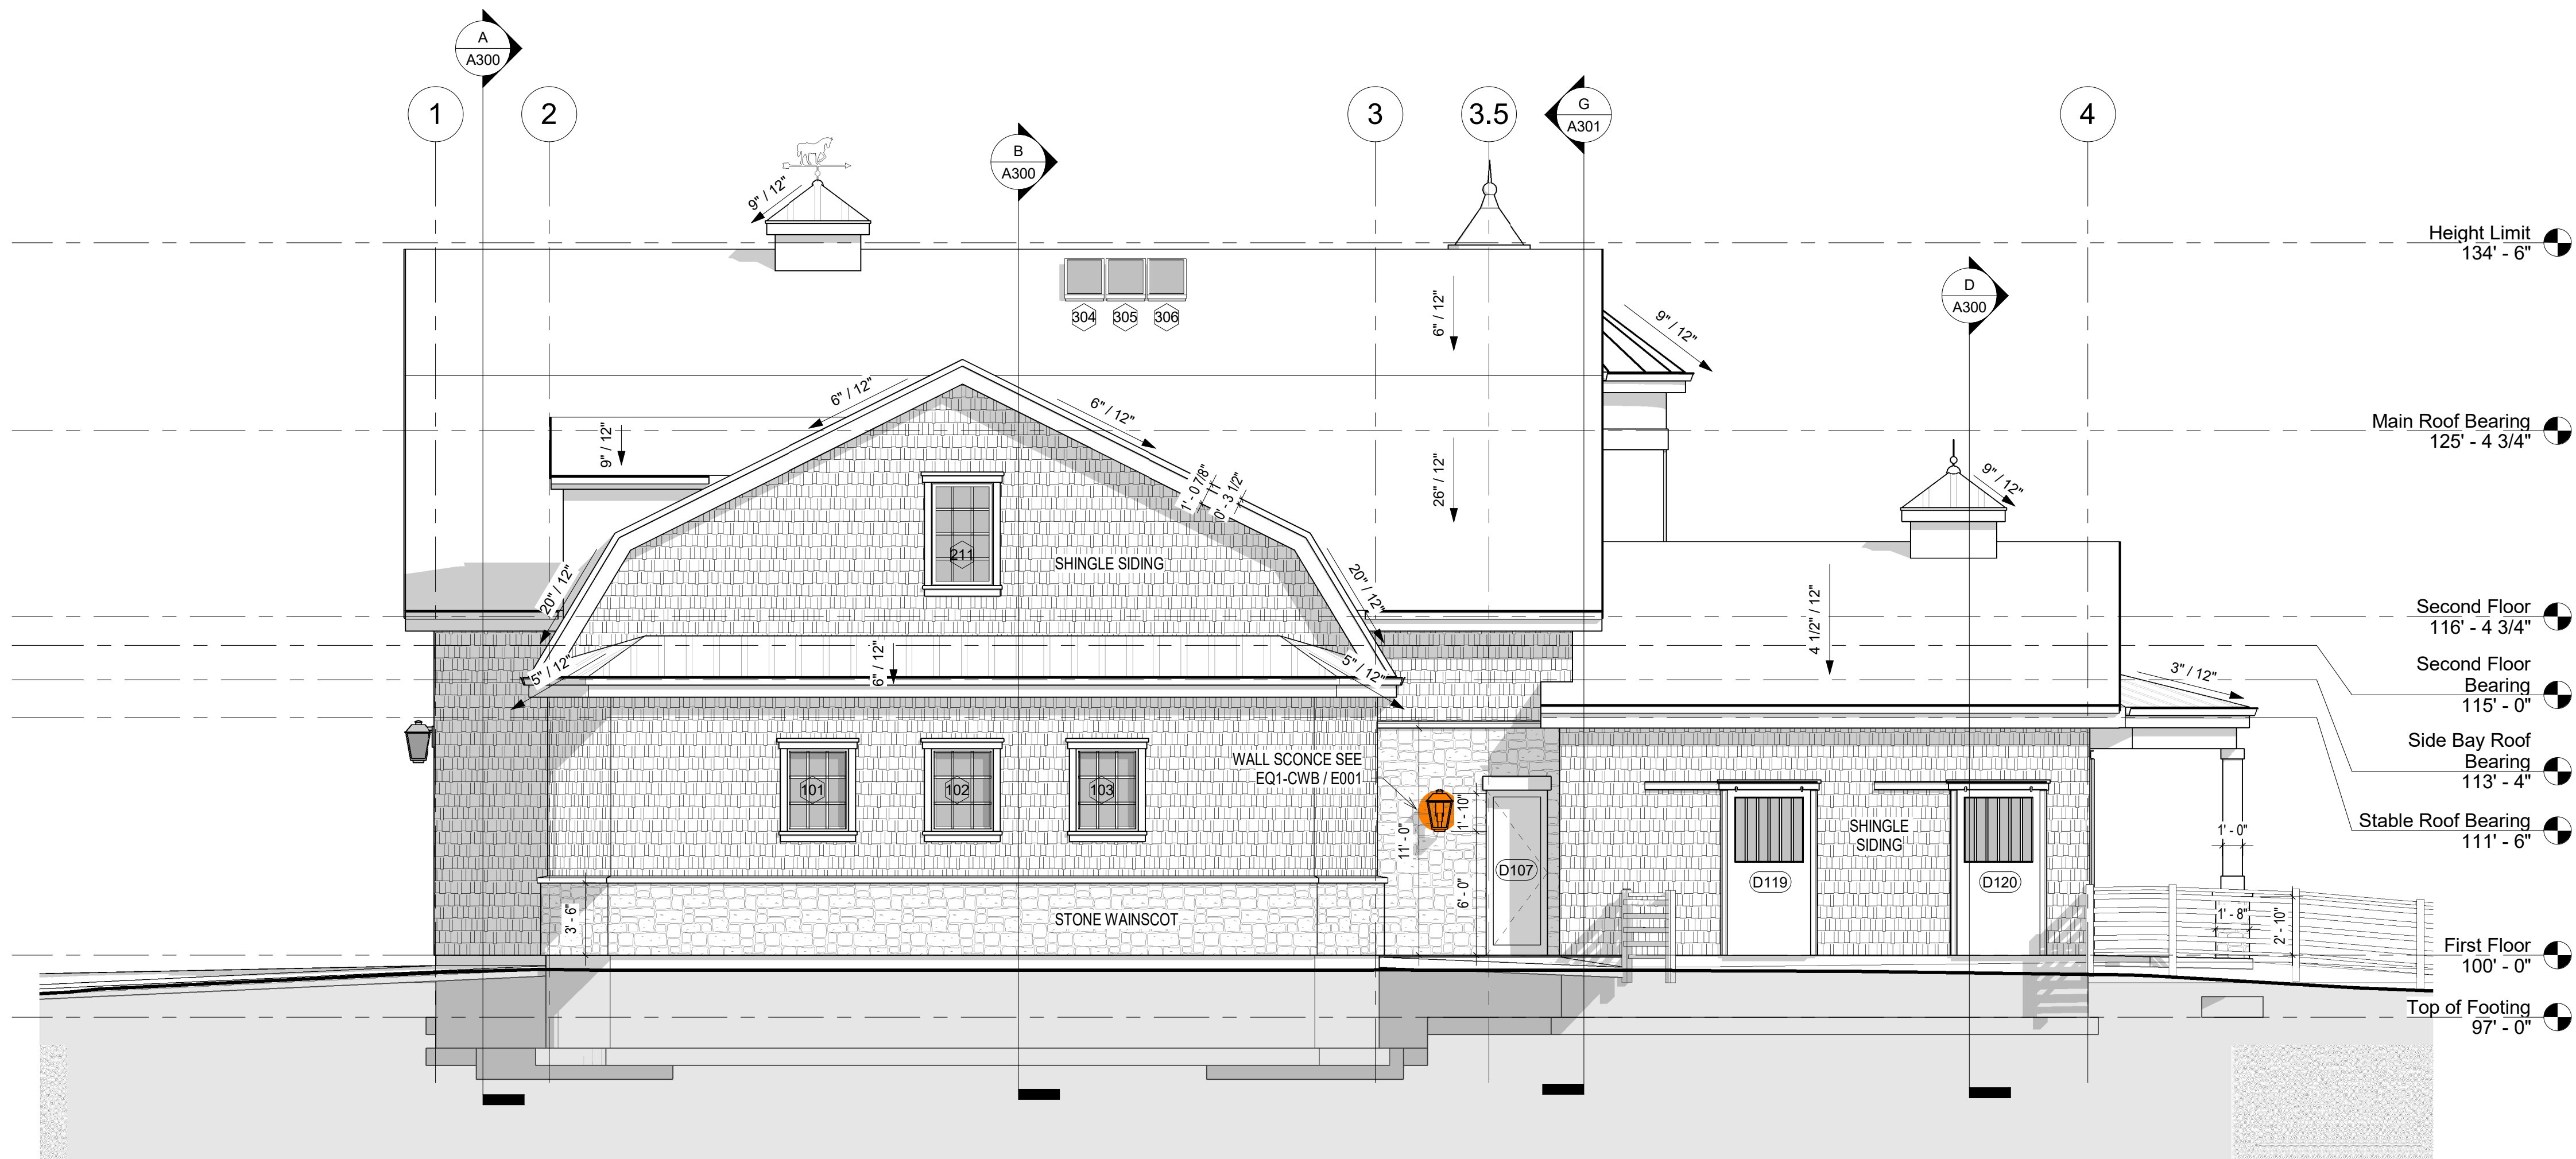 A
A300
1
2
B
A300
3
3.5
G
A301
4
9" / 12"
Height Limit
134' - 6"
D
A300
304
305
306
6" / 12"
9" / 12"
6" / 12"
6" / 12"
Main Roof Bearing
125' - 4 3/4"
9" / 12"
1' - 0 7/8"
0' - 3 1/2"
26" / 12"
9" / 12"
211
SHINGLE SIDING
20" / 12"
20" / 12"
4 1/2" / 12"
Second Floor
116' - 4 3/4"
5" / 12"
6" / 12"
5" / 12"
3" / 12"
Second Floor
Bearing
115' - 0"
Side Bay Roof
Bearing
113' - 4"
WALL SCONCE SEE
EQ1-CWB / E001
101
102
103
1' - 10"
11' - 0"
SHINGLE
SIDING
1' - 0"
Stable Roof Bearing
111' - 6"
D107
D119
D120
6' - 0"
3' - 6"
STONE WAINSCOT
1' - 8"
2' - 10"
First Floor
100' - 0"
Top of Footing
97' - 0"